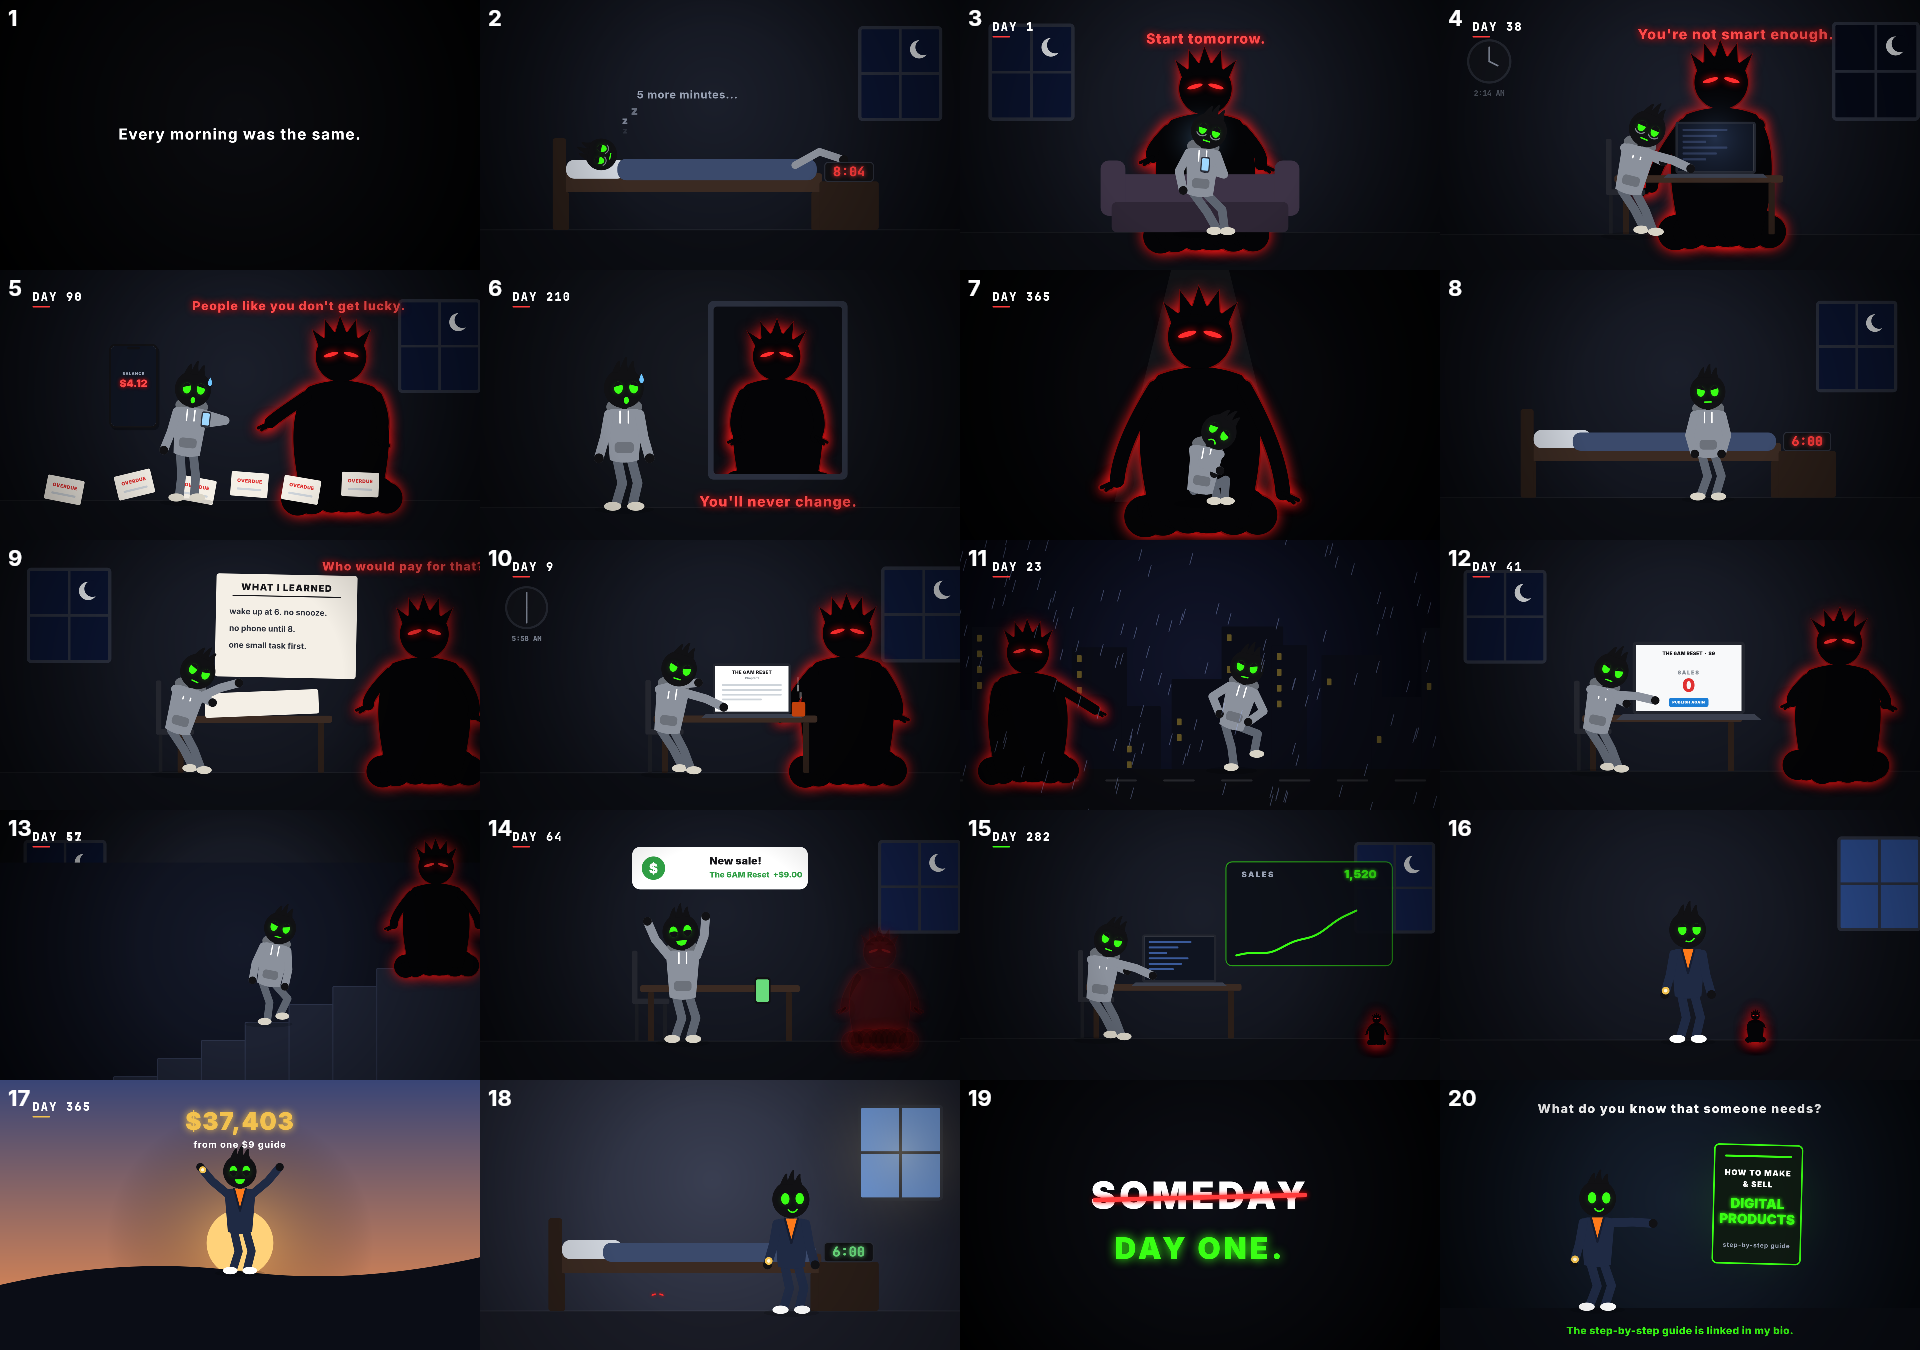 1
Every morning was the same.
2
5 more minutes...
z
z
z
8:04
3
DAY 1
Start tomorrow.
4
DAY 38
You're not smart enough.
2:14 AM
5
DAY 90
People like you don't get lucky.
BALANCE
$4.12
OVERDUE
OVERDUE
OVERDUE
OVERDUE
OVERDUE
OVERDUE
6
DAY 210
You'll never change.
7
DAY 365
8
6:00
9
Who would pay for that?
WHAT I LEARNED
wake up at 6. no snooze.
no phone until 8.
one small task first.
10
DAY 9
5:58 AM
THE 6AM RESET
11
DAY 23
12
DAY 41
THE 6AM RESET - $9
SALES
0
PUBLISH AGAIN
13
DAY 57
14
DAY 64
$
New sale!
The 6AM Reset +$9.00
15
DAY 282
SALES 1,520
16
17
DAY 365
$37,403
from one $9 guide
18
6:00
19
SOMEDAY
DAY ONE.
20
What do you know that someone needs?
HOW TO MAKE
& SELL
DIGITAL
PRODUCTS
step-by-step guide
The step-by-step guide is linked in my bio.